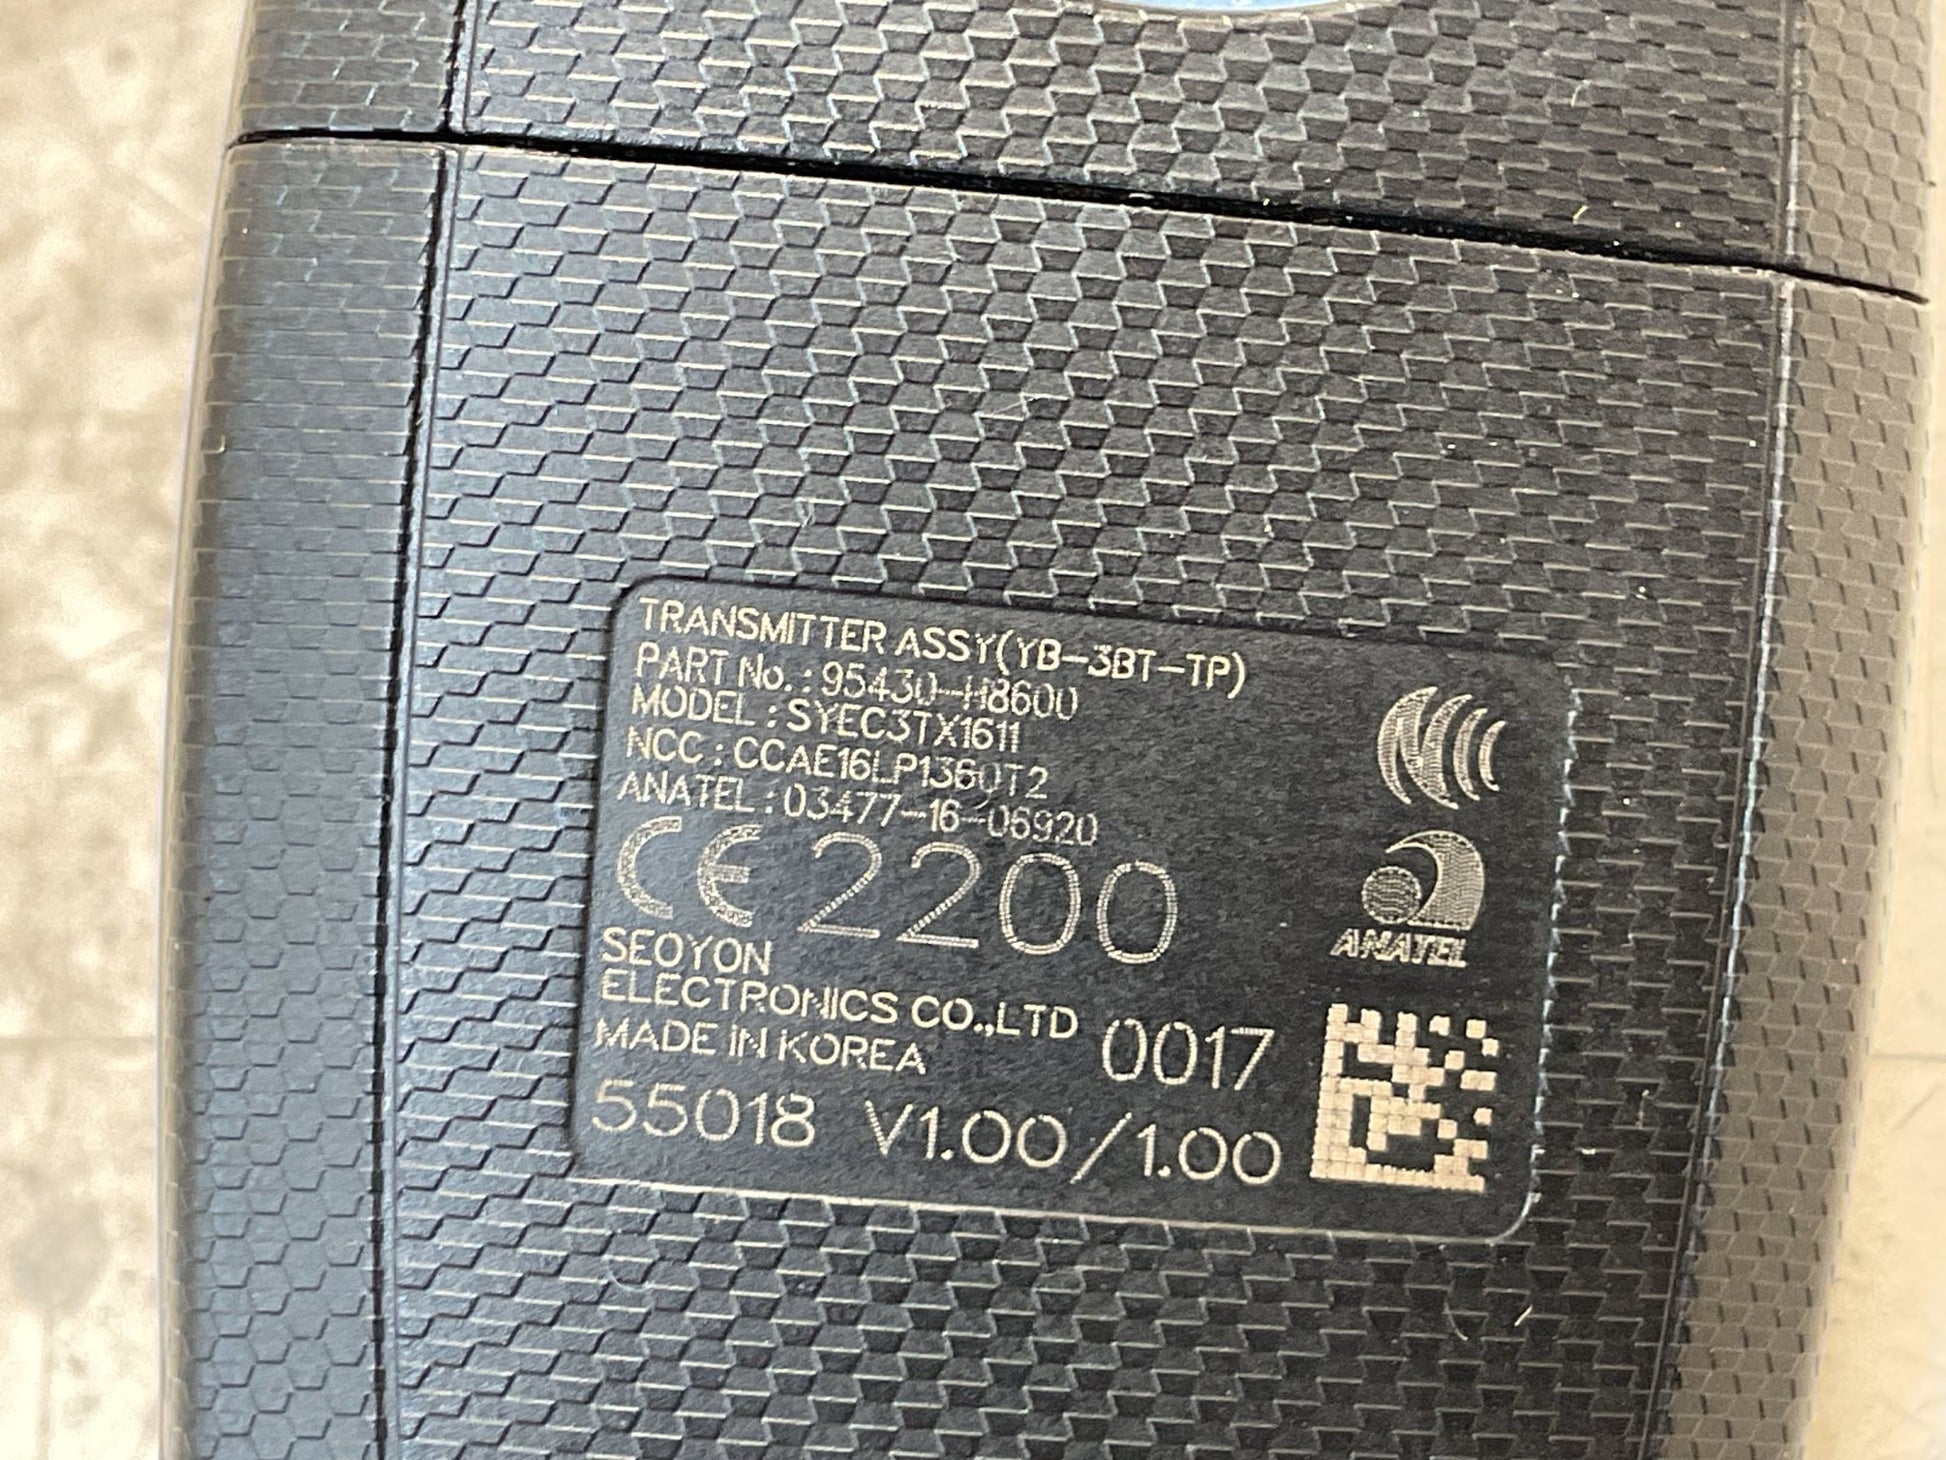 TRANSMITTER ASSY(YB-3BT-TP)
PART No. : 95430-H8600
MODEL : SYEC3TX1611
NCC : CCAE16LP1360T2
ANATEL : 03477-16-06920
CE 2200
ANATEL
SEOYON
ELECTRONICS CO.,LTD 0017
MADE IN KOREA
55018 V1.00/1.00